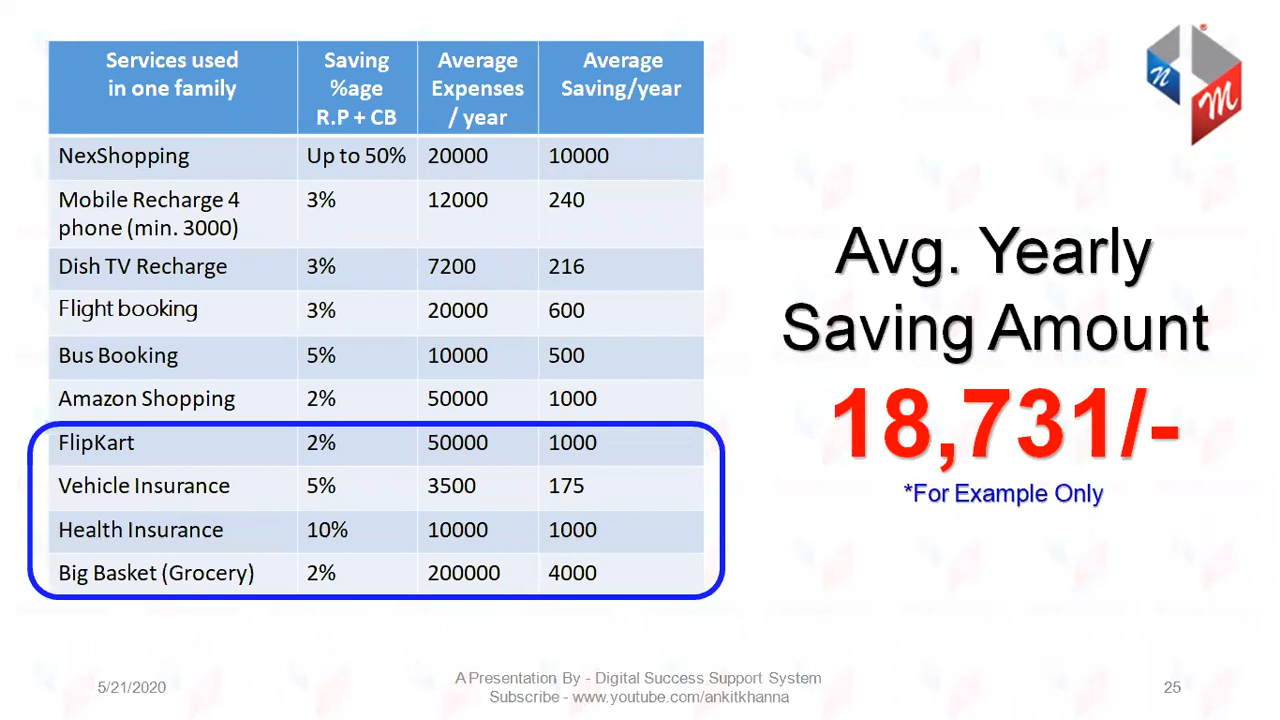 Services used
in one family
Saving
%age
R.P + CB
Average
Expenses
/ year
Average
Saving/year
NexShopping
Up to 50%
20000
10000
Mobile Recharge 4
phone (min. 3000)
3%
12000
240
Dish TV Recharge
3%
7200
216
Flight booking
3%
20000
600
Bus Booking
5%
10000
500
Amazon Shopping
2%
50000
1000
FlipKart
2%
50000
1000
Vehicle Insurance
5%
3500
175
Health Insurance
10%
10000
1000
Big Basket (Grocery)
2%
200000
4000
n
M
®
Avg. Yearly
Saving Amount
18,731/-
*For Example Only
5/21/2020
A Presentation By - Digital Success Support System
Subscribe - www.youtube.com/ankitkhanna
25